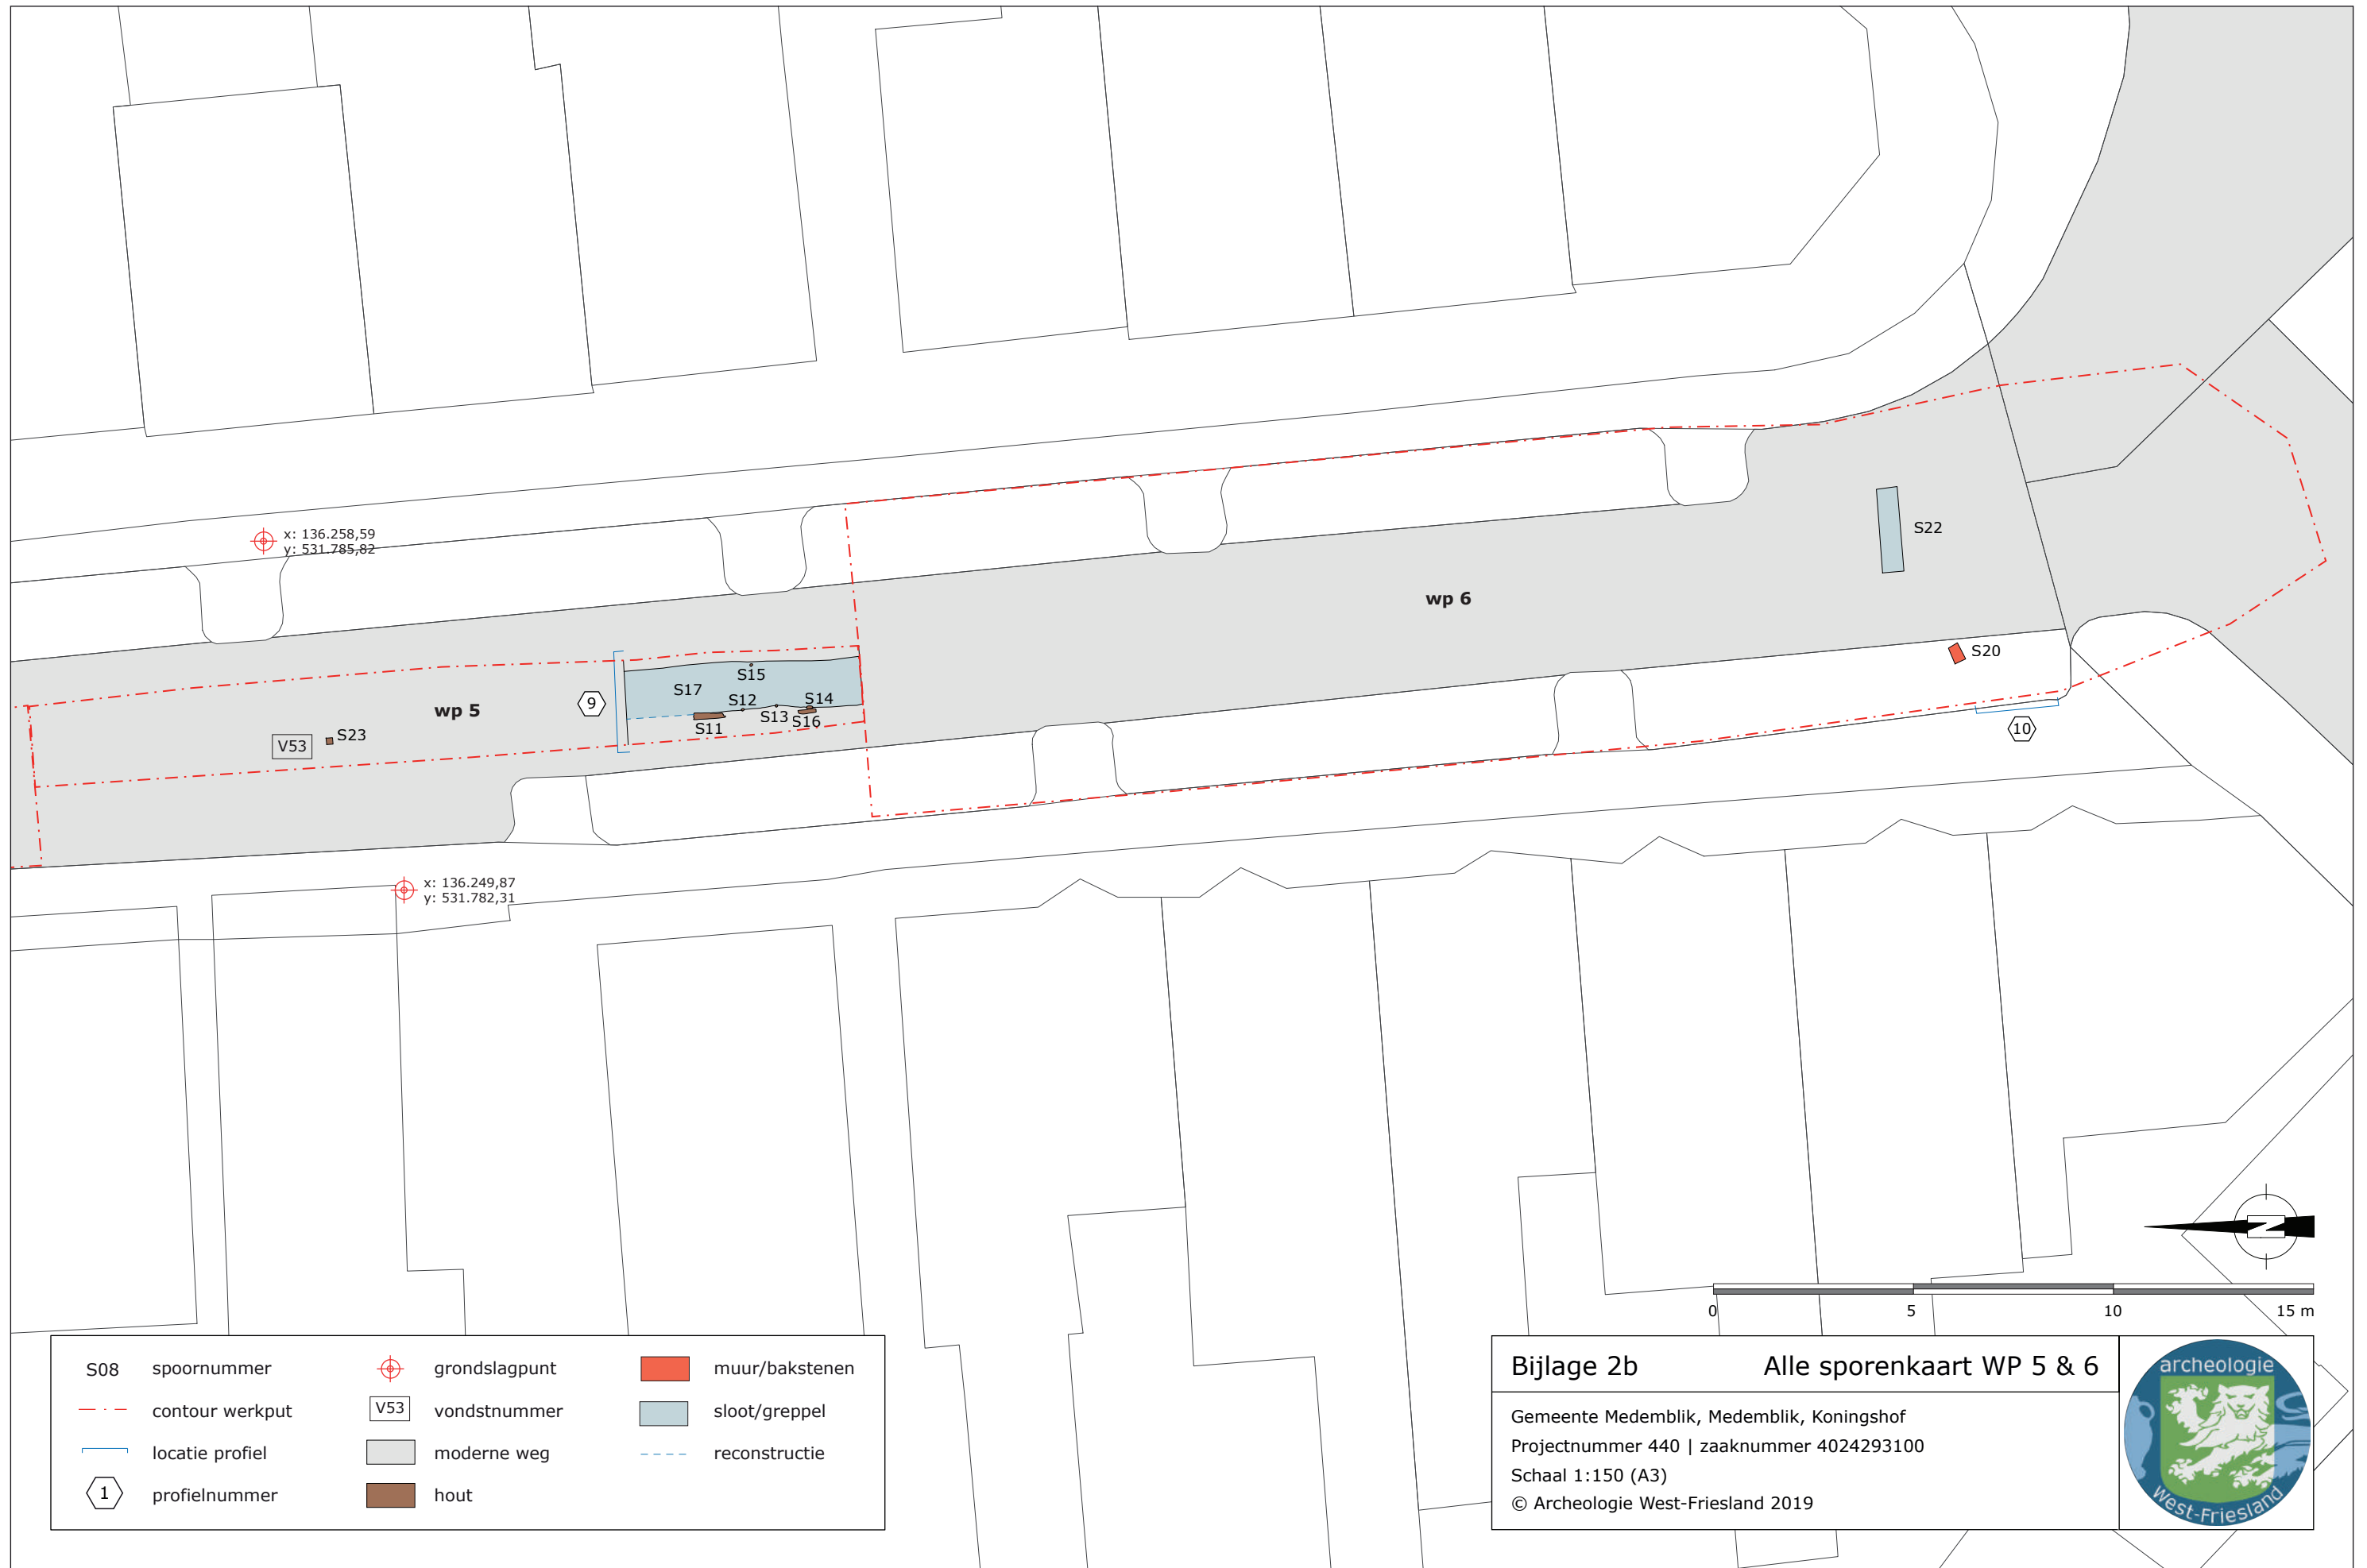 x: 136.258,59
y: 531.785,82
S22
wp 6
S20
S15
S17
S12
S14
9
wp 5
S13
S16
S11
10
S23
V53
x: 136.249,87
y: 531.782,31
Z
0 5 10 15 m
S08 spoornummer
contour werkput
locatie profiel
1 profielnummer
grondslagpunt
V53 vondstnummer
moderne weg
hout
muur/bakstenen
sloot/greppel
reconstructie
Bijlage 2b Alle sporenkaart WP 5 & 6
Gemeente Medemblik, Medemblik, Koningshof
Projectnummer 440 | zaaknummer 4024293100
Schaal 1:150 (A3)
© Archeologie West-Friesland 2019
archeologie
West-Friesland